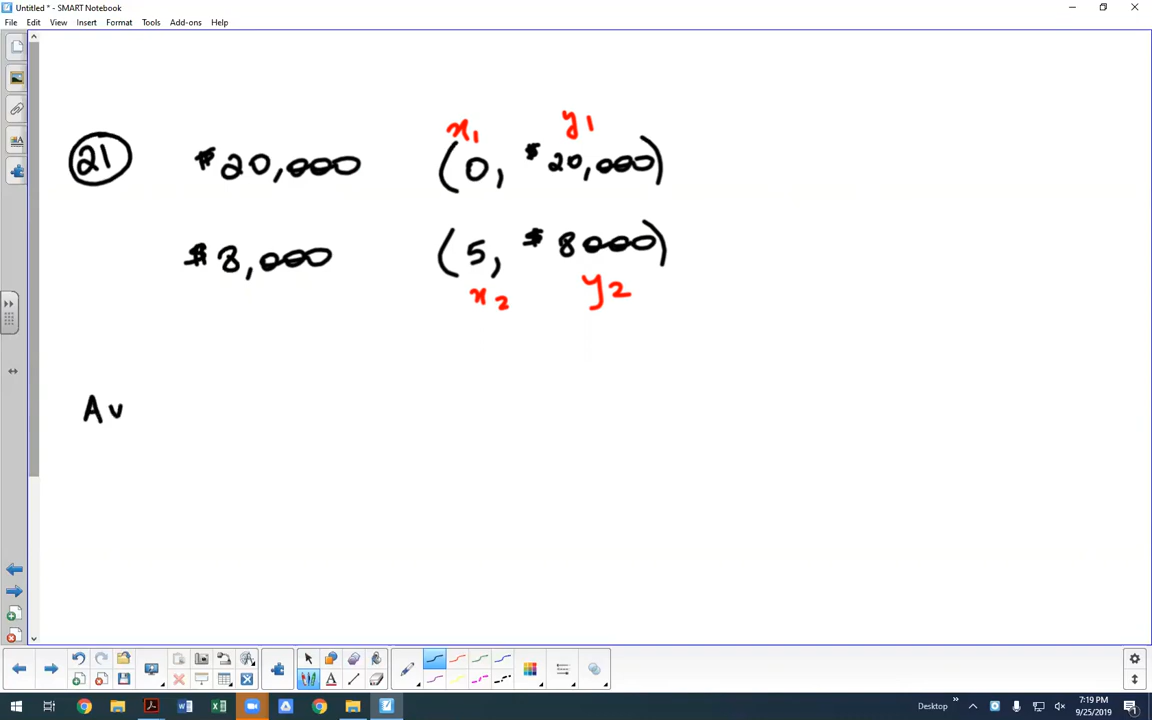 Untitled * - SMART Notebook
File Edit View Insert Format Tools Add-ons Help
x1 y1
21 $20,000 (0, $20,000)
$8,000 (5, $8000)
x2 y2
Av
Desktop
7:19 PM
9/25/2019